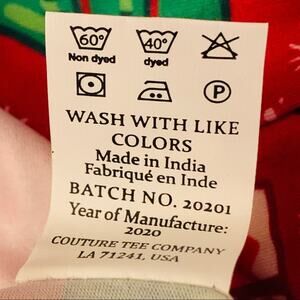 60° 40°
Non dyed dyed
P
WASH WITH LIKE
COLORS
Made in India
Fabriqué en Inde
BATCH NO. 20201
Year of Manufacture:
2020
COUTURE TEE COMPANY
LA 71241, USA